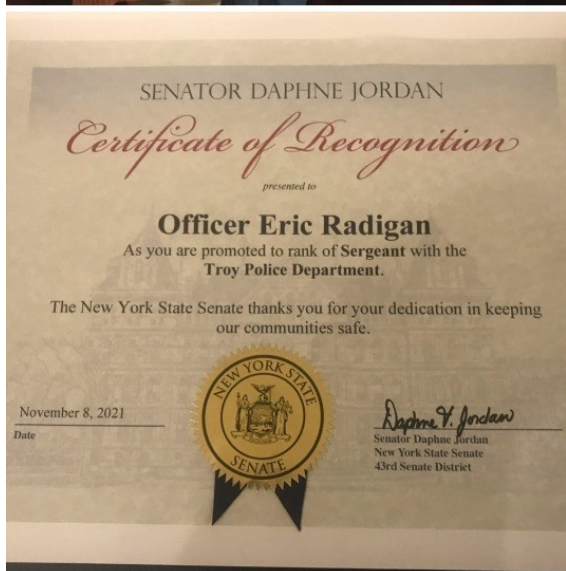 SENATOR DAPHNE JORDAN
Certificate of Recognition
presented to
Officer Eric Radigan
As you are promoted to rank of Sergeant with the
Troy Police Department.
The New York State Senate thanks you for your dedication in keeping
our communities safe.
NEW YORK STATE
SENATE
November 8, 2021
Date
Daphne V. Jordan
Senator Daphne Jordan
New York State Senate
43rd Senate District